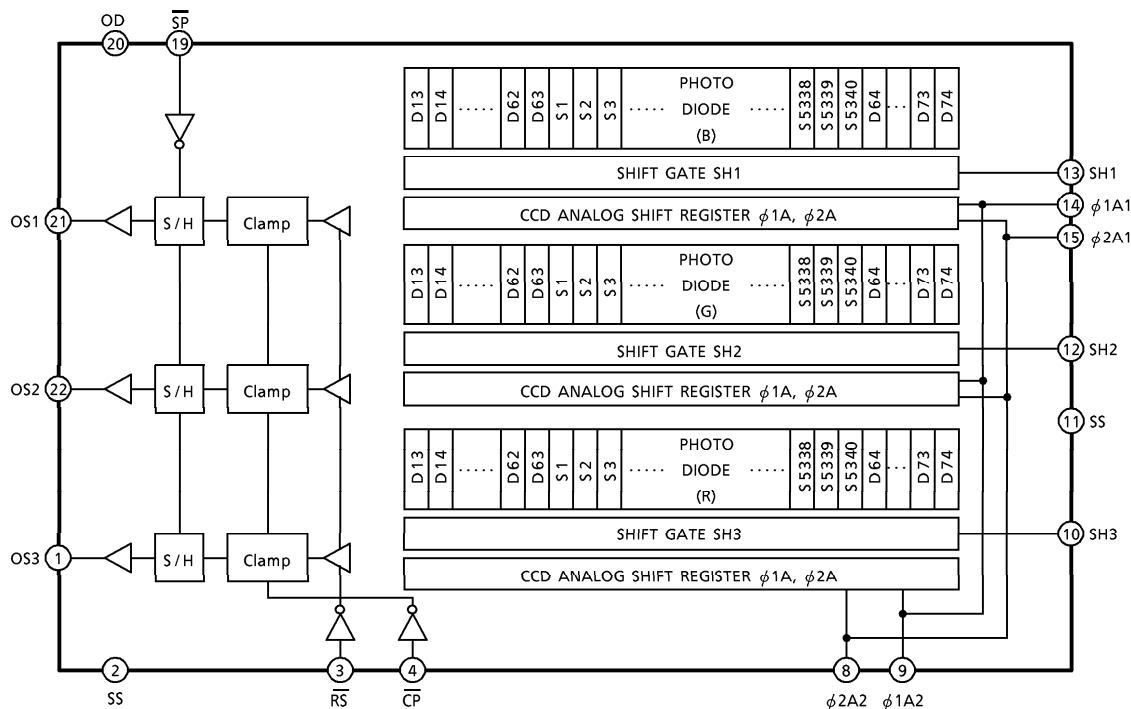 OD
S̅P̅
20
19
D13 D14 ····· D62 D63 S1 S2 S3 ····· PHOTO DIODE (B) ····· S5338 S5339 S5340 D64 ··· D73 D74
SHIFT GATE SH1
13 SH1
CCD ANALOG SHIFT REGISTER ϕ1A, ϕ2A
14 ϕ1A1
15 ϕ2A1
OS1 21
S/H
Clamp
D13 D14 ····· D62 D63 S1 S2 S3 ····· PHOTO DIODE (G) ····· S5338 S5339 S5340 D64 ··· D73 D74
SHIFT GATE SH2
12 SH2
CCD ANALOG SHIFT REGISTER ϕ1A, ϕ2A
OS2 22
S/H
Clamp
11 SS
D13 D14 ····· D62 D63 S1 S2 S3 ····· PHOTO DIODE (R) ····· S5338 S5339 S5340 D64 ··· D73 D74
SHIFT GATE SH3
10 SH3
CCD ANALOG SHIFT REGISTER ϕ1A, ϕ2A
OS3 1
S/H
Clamp
2
3
4
8
9
SS
R̅S̅
C̅P̅
ϕ2A2
ϕ1A2